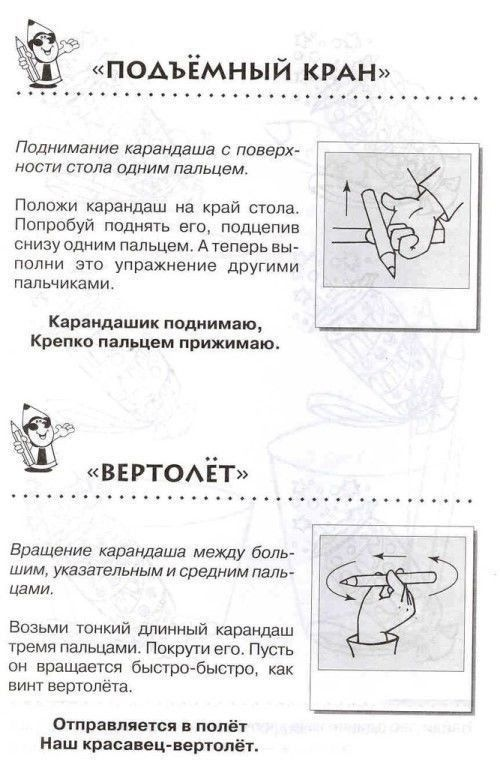 «ПОДЪЁМНЫЙ КРАН»
Поднимание карандаша с поверх-
ности стола одним пальцем.
Положи карандаш на край стола.
Попробуй поднять его, подцепив
снизу одним пальцем. А теперь вы-
полни это упражнение другими
пальчиками.
Карандашик поднимаю,
Крепко пальцем прижимаю.
«ВЕРТОЛЁТ»
Вращение карандаша между боль-
шим, указательным и средним паль-
цами.
Возьми тонкий длинный карандаш
тремя пальцами. Покрути его. Пусть
он вращается быстро-быстро, как
винт вертолёта.
Отправляется в полёт
Наш красавец-вертолёт.